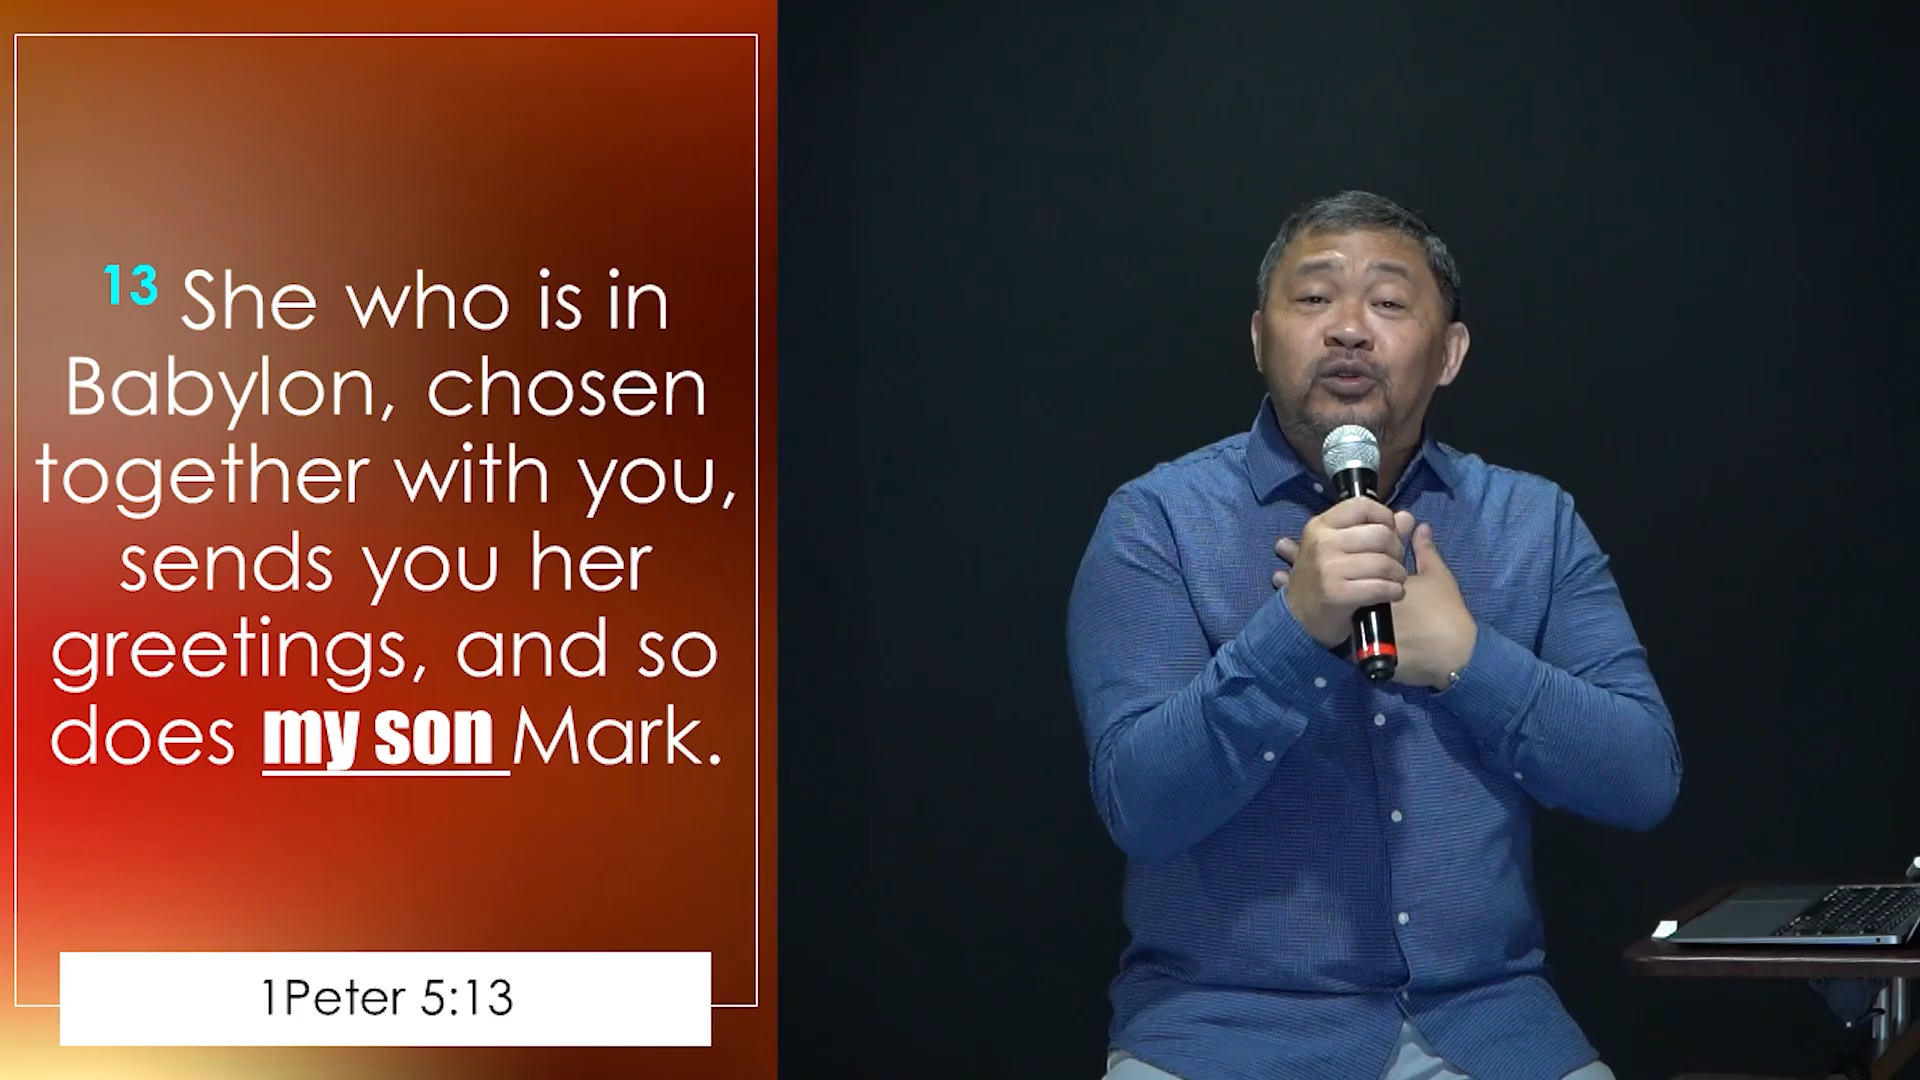 13 She who is in
Babylon, chosen
together with you,
sends you her
greetings, and so
does my son Mark.
1Peter 5:13